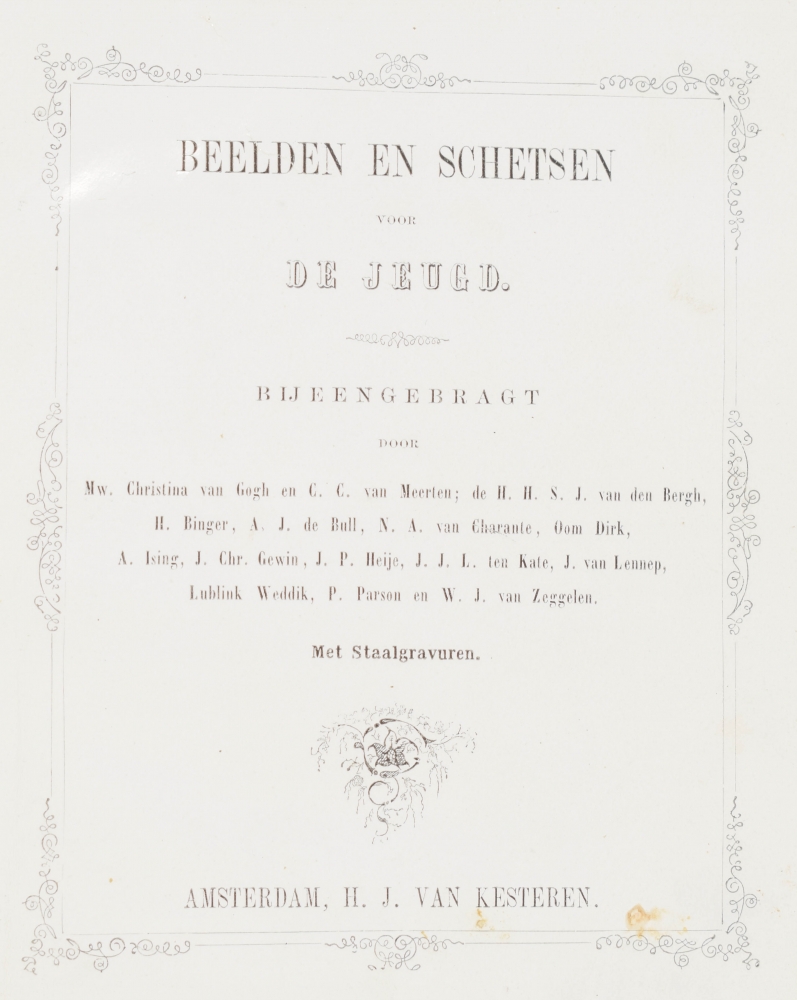 BEELDEN EN SCHETSEN
VOOR
DE JEUGD.
BIJEENGEBRAGT
DOOR
Mw. Christina van Gogh en C. C. van Meerten; de H. H. S. J. van den Bergh,
H. Binger, A. J. de Bull, N. A. van Charante, Oom Dirk,
A. Ising, J. Chr. Gewin, J. P. Heije, J. J. L. ten Kate, J. van Lennep,
Lublink Weddik, P. Parson en W. J. van Zeggelen.
Met Staalgravuren.
AMSTERDAM, H. J. VAN KESTEREN.